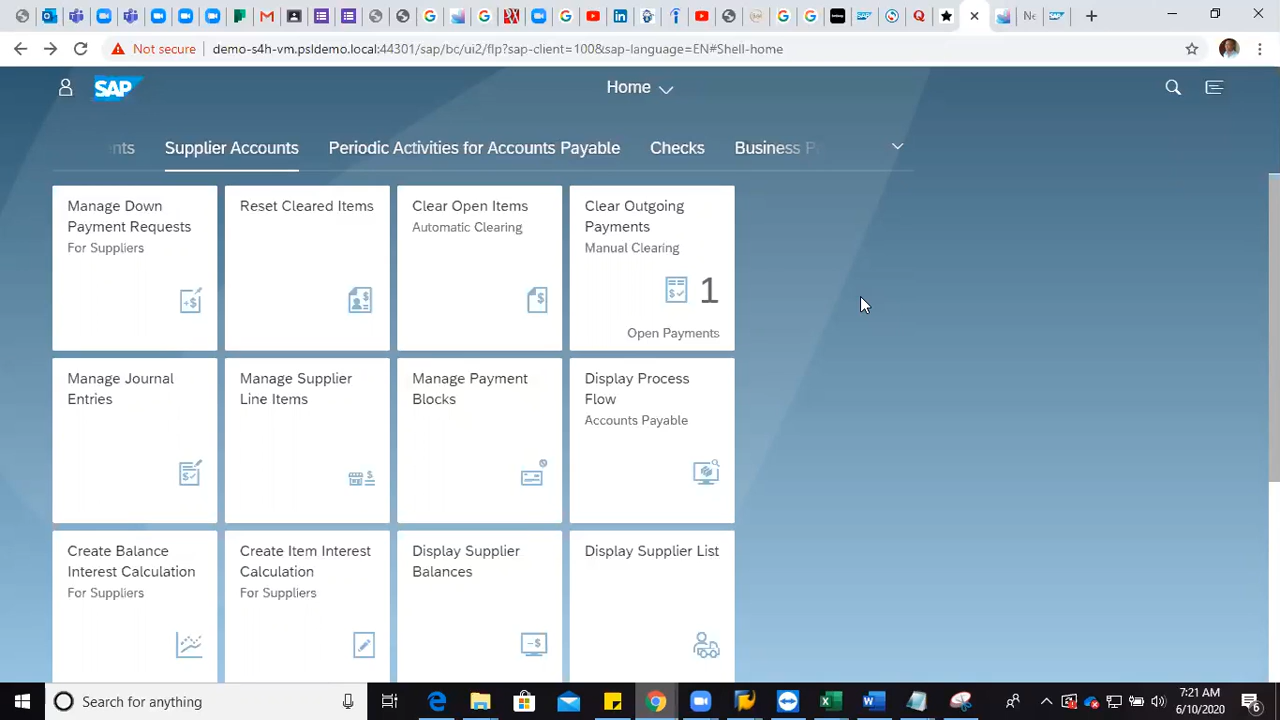 Not secure
demo-s4h-vm.psldemo.local:44301/sap/bc/ui2/flp?sap-client=100&sap-language=EN#Shell-home
SAP
Home
nts
Supplier Accounts
Periodic Activities for Accounts Payable
Checks
Business P
Manage Down
Payment Requests
For Suppliers
Reset Cleared Items
Clear Open Items
Automatic Clearing
Clear Outgoing
Payments
Manual Clearing
1
Open Payments
Manage Journal
Entries
Manage Supplier
Line Items
Manage Payment
Blocks
Display Process
Flow
Accounts Payable
Create Balance
Interest Calculation
For Suppliers
Create Item Interest
Calculation
For Suppliers
Display Supplier
Balances
Display Supplier List
Search for anything
7:21 AM
6/10/2020
6